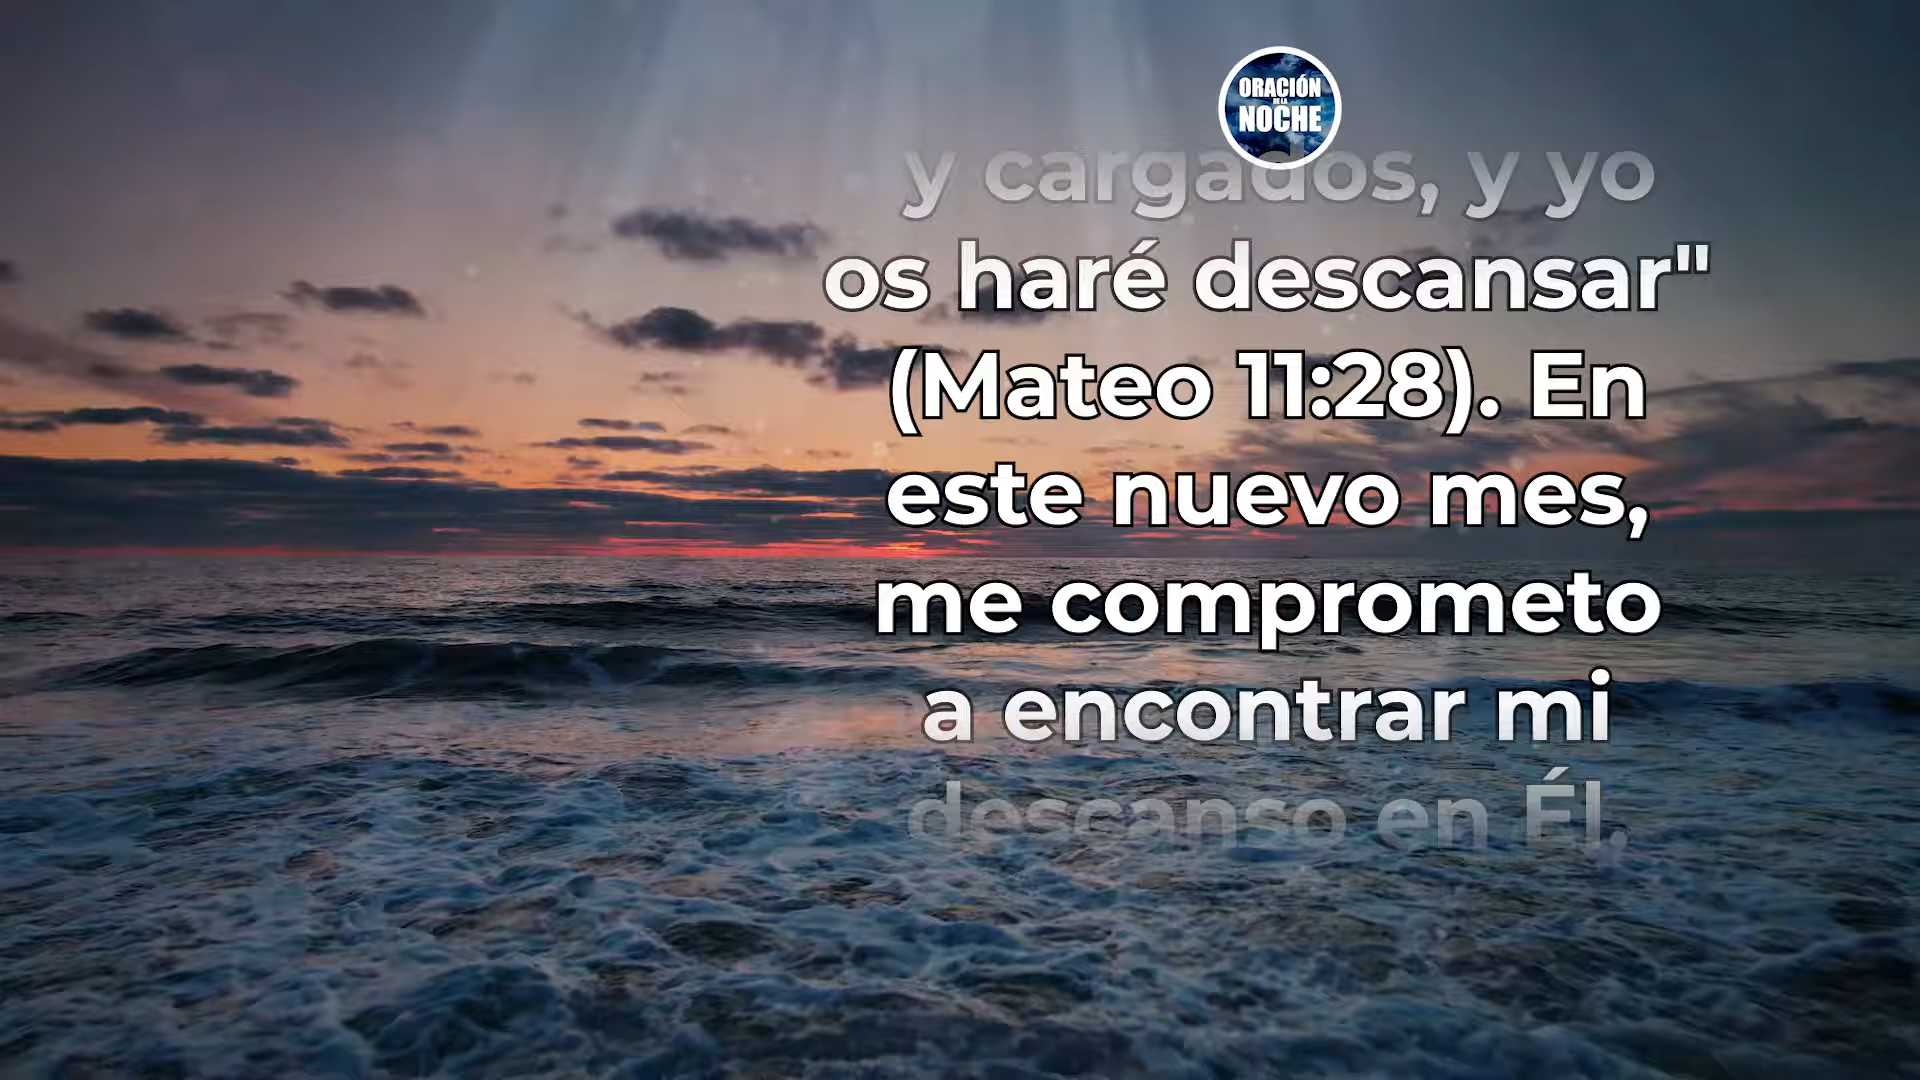 ORACIÓN
DE LA
NOCHE
y cargados, y yo
os haré descansar"
(Mateo 11:28). En
este nuevo mes,
me comprometo
a encontrar mi
descanso en Él.